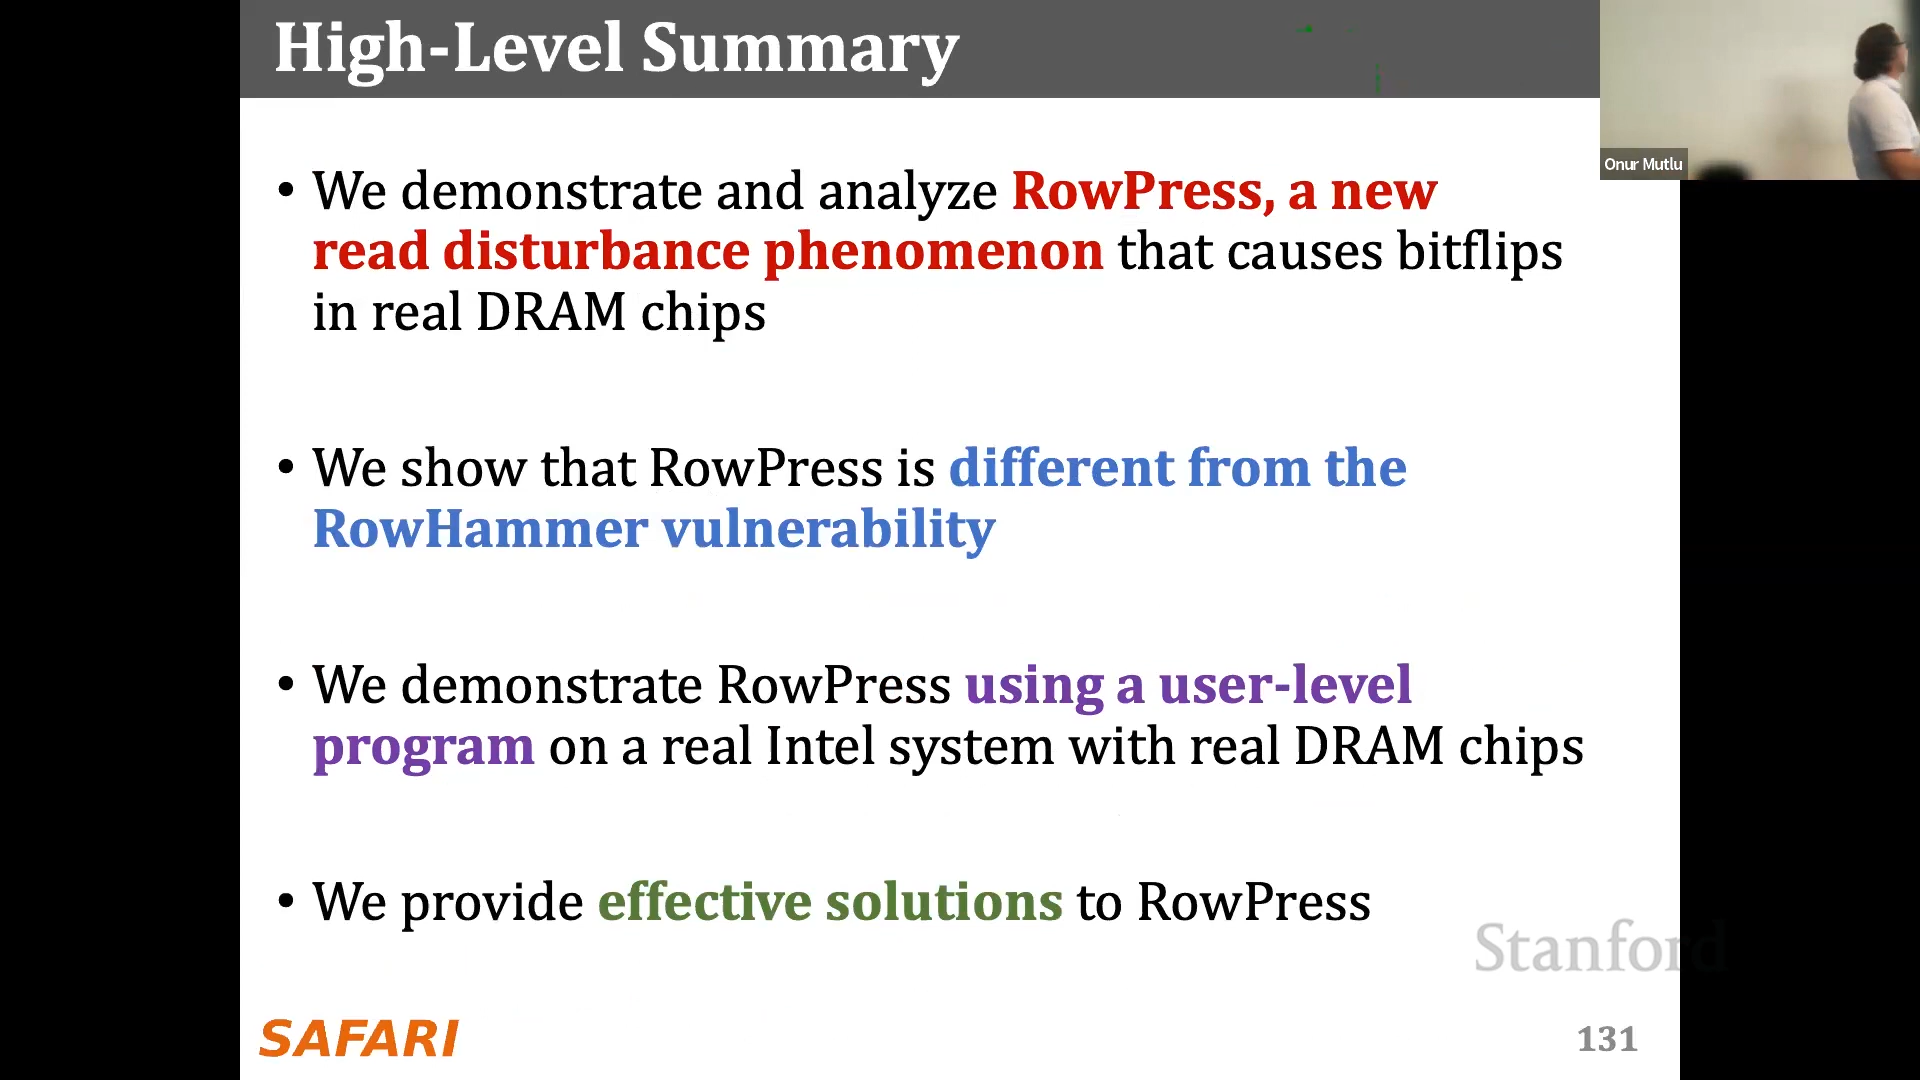 High-Level Summary
Onur Mutlu
• We demonstrate and analyze RowPress, a new
read disturbance phenomenon that causes bitflips
in real DRAM chips
• We show that RowPress is different from the
RowHammer vulnerability
• We demonstrate RowPress using a user-level
program on a real Intel system with real DRAM chips
• We provide effective solutions to RowPress
Stanford
SAFARI
131